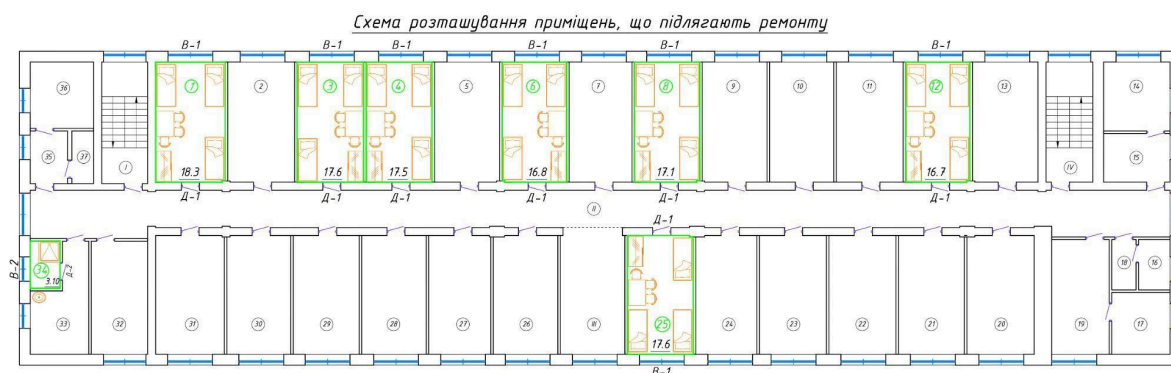 Схема розташування приміщень, що підлягають ремонту
В-1 В-1 В-1 В-1 В-1 В-1
36 1 2 3 4 5 6 7 8 9 10 11 12 13 14
35 37 I IV 15
18.3 17.6 17.5 16.8 17.1 16.7
Д-1 Д-1 Д-1 Д-1 Д-1 Д-1
II
Д-1
В-2 34 3.10 Д-2 18 16
33 32 31 30 29 28 27 26 III 25 24 23 22 21 20 19 17
17.6
В-1